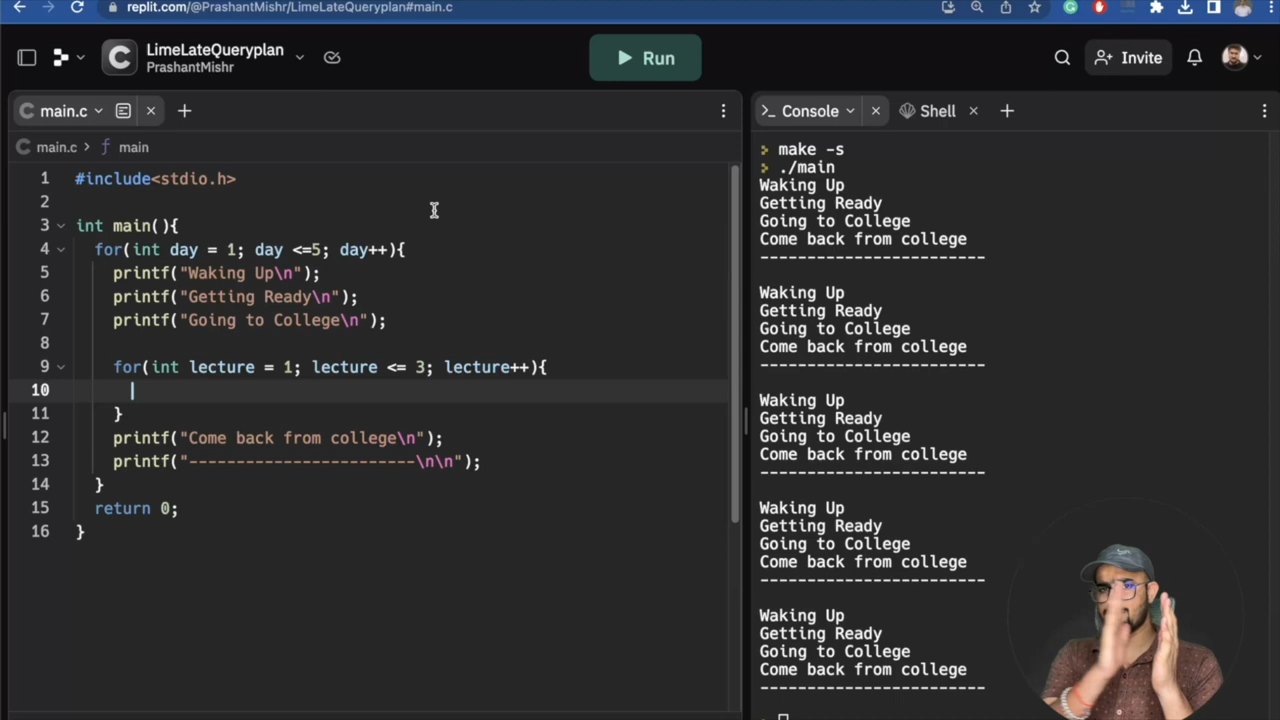 replit.com/@PrashantMishr/LimeLateQueryplan#main.c
LimeLateQueryplan
PrashantMishr
Run
Invite
main.c
main.c > main
1 #include<stdio.h>
2
3 int main(){
4 for(int day = 1; day <=5; day++){
5 printf("Waking Up\n");
6 printf("Getting Ready\n");
7 printf("Going to College\n");
8
9 for(int lecture = 1; lecture <= 3; lecture++){
10
11 }
12 printf("Come back from college\n");
13 printf("------------------------\n\n");
14 }
15 return 0;
16 }
>_ Console
Shell
> make -s
> ./main
Waking Up
Getting Ready
Going to College
Come back from college
------------------------
Waking Up
Getting Ready
Going to College
Come back from college
------------------------
Waking Up
Getting Ready
Going to College
Come back from college
------------------------
Waking Up
Getting Ready
Going to College
Come back from college
------------------------
Waking Up
Getting Ready
Going to College
Come back from college
------------------------